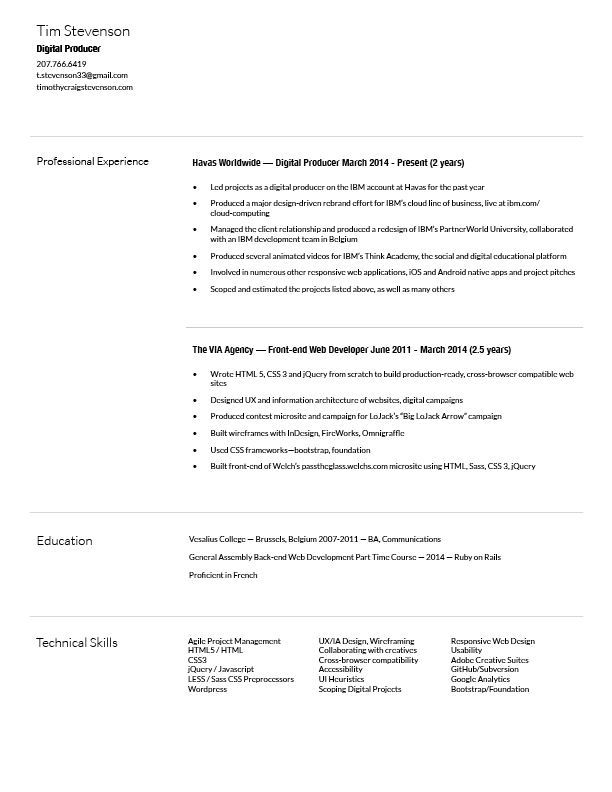 Tim Stevenson
Digital Producer
207.766.6419
t.stevenson33@gmail.com
timothycraigstevenson.com
Professional Experience
Havas Worldwide — Digital Producer March 2014 - Present (2 years)
• Led projects as a digital producer on the IBM account at Havas for the past year
• Produced a major design-driven rebrand effort for IBM's cloud line of business, live at ibm.com/
cloud-computing
• Managed the client relationship and produced a redesign of IBM's PartnerWorld University, collaborated
with an IBM development team in Belgium
• Produced several animated videos for IBM's Think Academy, the social and digital educational platform
• Involved in numerous other responsive web applications, iOS and Android native apps and project pitches
• Scoped and estimated the projects listed above, as well as many others
The VIA Agency — Front-end Web Developer June 2011 - March 2014 (2.5 years)
• Wrote HTML 5, CSS 3 and jQuery from scratch to build production-ready, cross-browser compatible web
sites
• Designed UX and information architecture of websites, digital campaigns
• Produced contest microsite and campaign for LoJack's "Big LoJack Arrow" campaign
• Built wireframes with InDesign, FireWorks, Omnigraffle
• Used CSS frameworks—bootstrap, foundation
• Built front-end of Welch's passtheglass.welchs.com microsite using HTML, Sass, CSS 3, jQuery
Education
Vesalius College — Brussels, Belgium 2007-2011 — BA, Communications
General Assembly Back-end Web Development Part Time Course — 2014 — Ruby on Rails
Proficient in French
Technical Skills
Agile Project Management
HTML5 / HTML
CSS3
jQuery / Javascript
LESS / Sass CSS Preprocessors
Wordpress
UX/IA Design, Wireframing
Collaborating with creatives
Cross-browser compatibility
Accessibility
UI Heuristics
Scoping Digital Projects
Responsive Web Design
Usability
Adobe Creative Suites
GitHub/Subversion
Google Analytics
Bootstrap/Foundation